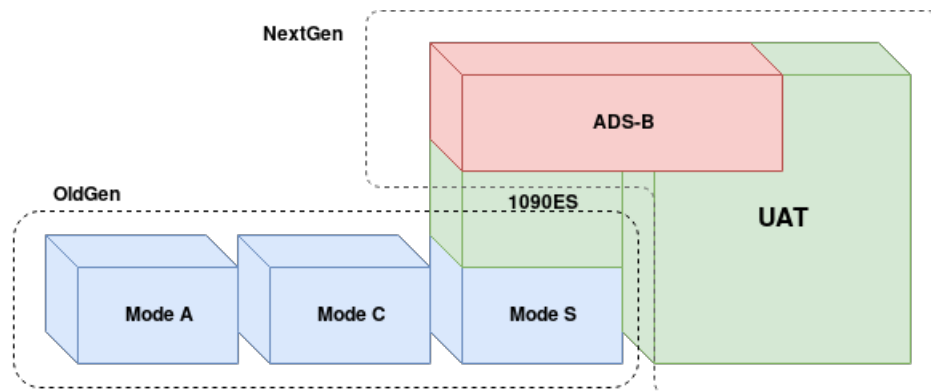 NextGen
ADS-B
OldGen
1090ES
UAT
Mode A
Mode C
Mode S